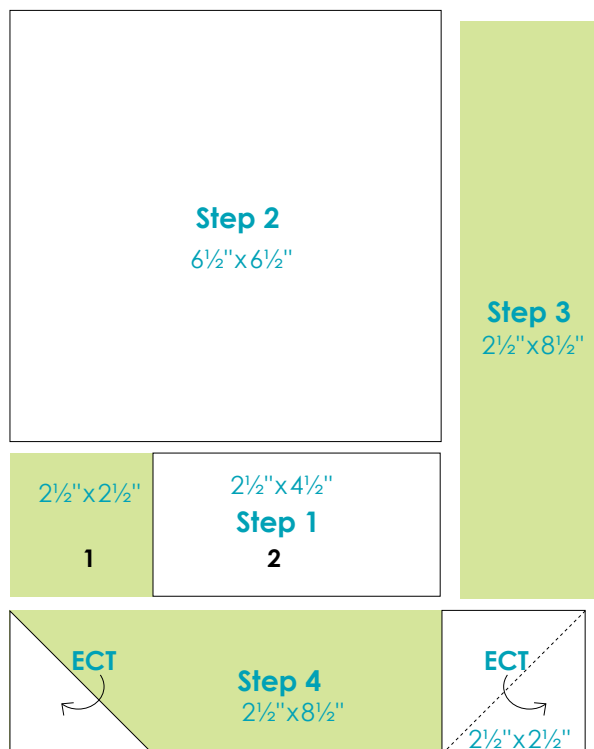 Step 2
6½"x6½"
Step 3
2½"x8½"
2½"x2½"
2½"x4½"
Step 1
1
2
ECT
Step 4
2½"x8½"
ECT
2½"x2½"